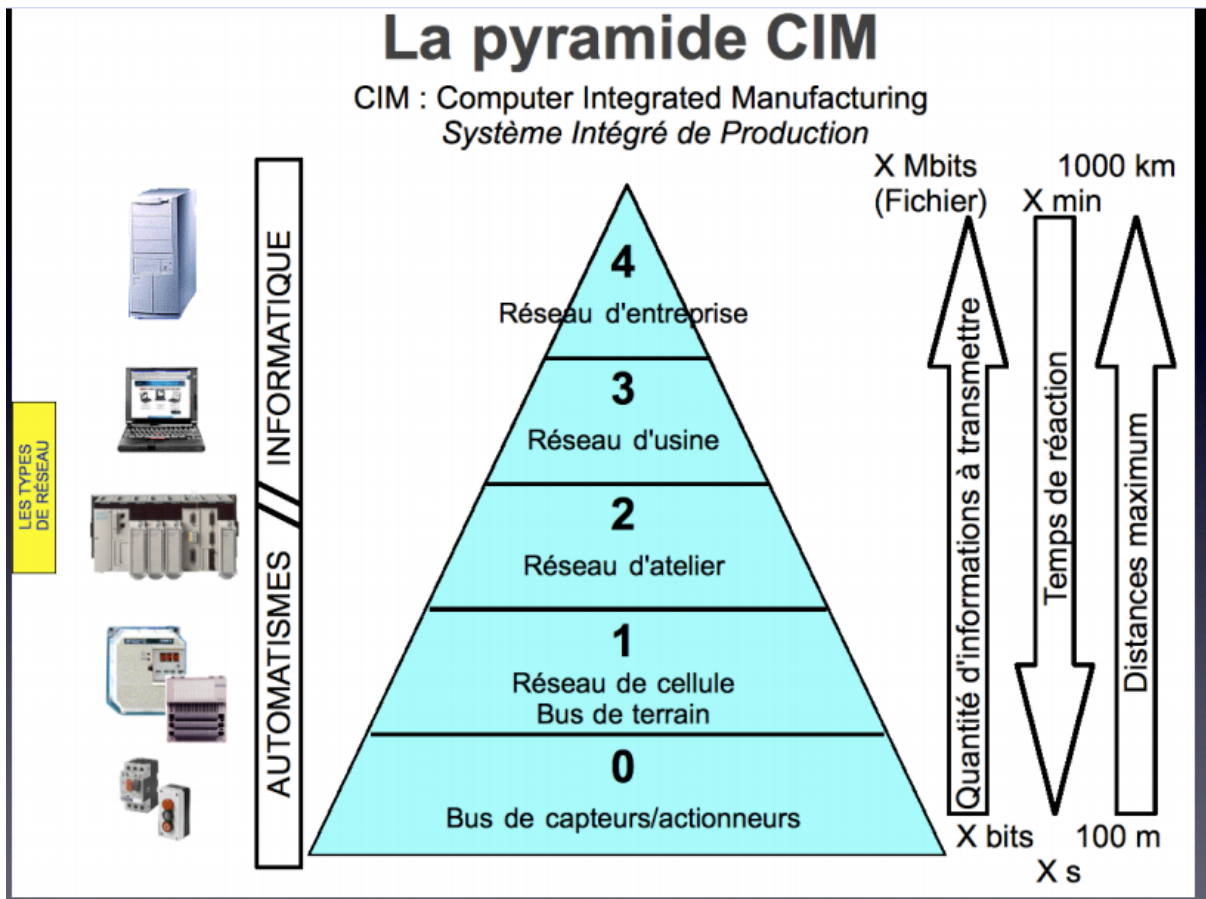 La pyramide CIM
CIM : Computer Integrated Manufacturing
Système Intégré de Production
LES TYPES
DE RÉSEAU
INFORMATIQUE
AUTOMATISMES
4
Réseau d'entreprise
3
Réseau d'usine
2
Réseau d'atelier
1
Réseau de cellule
Bus de terrain
0
Bus de capteurs/actionneurs
X Mbits
(Fichier)
X min
1000 km
Quantité d'informations à transmettre
Temps de réaction
Distances maximum
X bits
100 m
X s